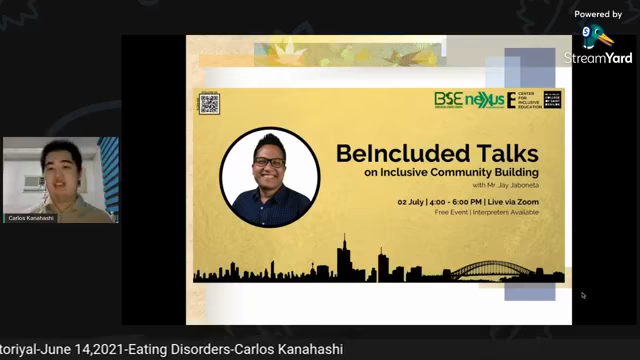 Powered by
StreamYard
BSE nexus
CENTER
FOR
INCLUSIVE
EDUCATION
BeIncluded Talks
on Inclusive Community Building
with Mr. Jay Jaboneta
02 July | 4:00 - 6:00 PM | Live via Zoom
Free Event | Interpreters Available
Carlos Kanahashi
toriyal-June 14,2021-Eating Disorders-Carlos Kanahashi